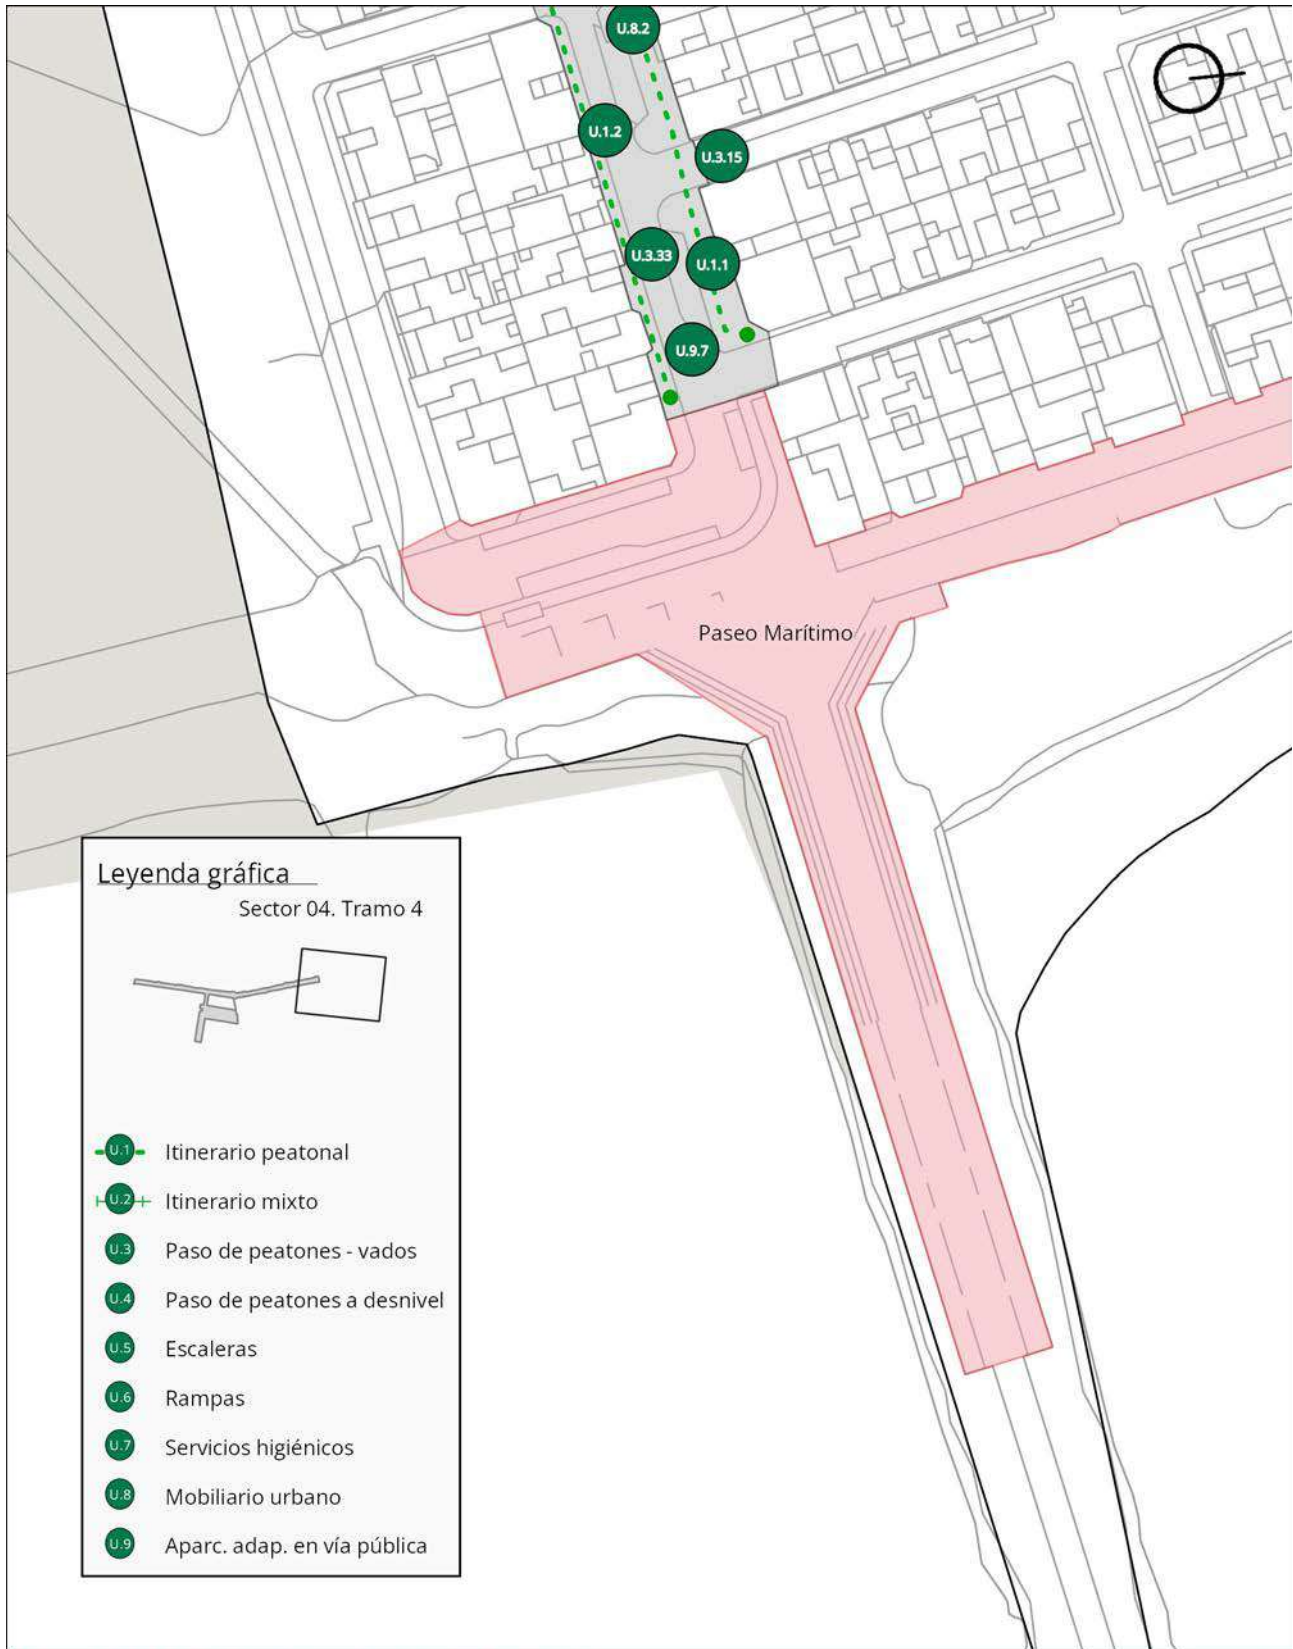 U.8.2
U.1.2
U.3.15
U.3.33
U.1.1
U.9.7
Paseo Marítimo
Leyenda gráfica
Sector 04. Tramo 4
U.1 Itinerario peatonal
U.2 Itinerario mixto
U.3 Paso de peatones - vados
U.4 Paso de peatones a desnivel
U.5 Escaleras
U.6 Rampas
U.7 Servicios higiénicos
U.8 Mobiliario urbano
U.9 Aparc. adap. en vía pública